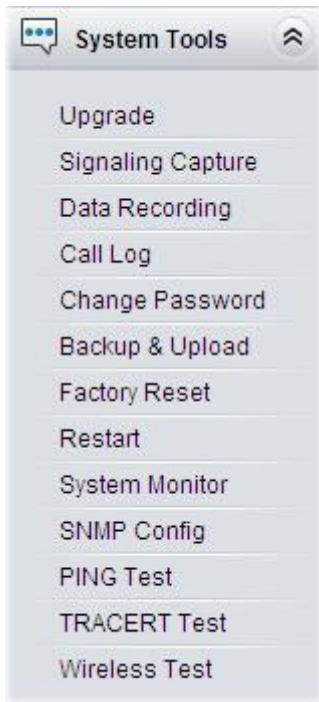 System Tools
Upgrade
Signaling Capture
Data Recording
Call Log
Change Password
Backup & Upload
Factory Reset
Restart
System Monitor
SNMP Config
PING Test
TRACERT Test
Wireless Test